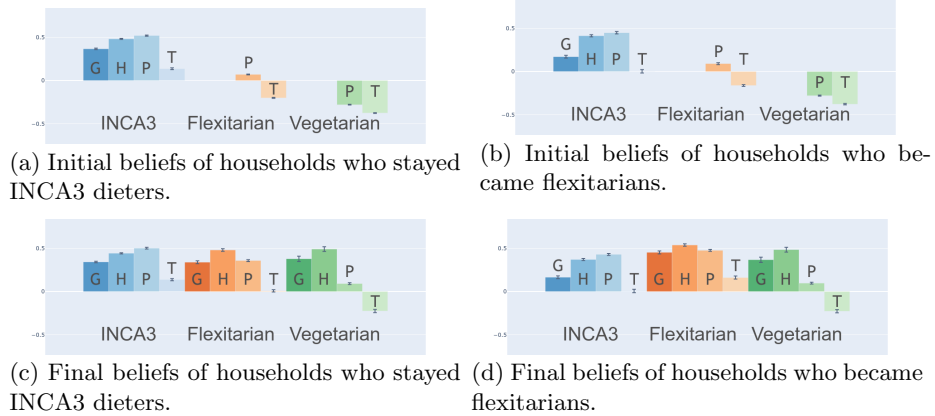 0.5
0
−0.5
G H P T
P T
P T
INCA3 Flexitarian Vegetarian
(a) Initial beliefs of households who stayed
INCA3 dieters.
0.5
0
−0.5
G H P T
P T
P T
INCA3 Flexitarian Vegetarian
(b) Initial beliefs of households who be-
came flexitarians.
0.5
0
−0.5
G H P T
G H P T
G H P T
INCA3 Flexitarian Vegetarian
(c) Final beliefs of households who stayed
INCA3 dieters.
0.5
0
−0.5
G H P T
G H P T
G H P T
INCA3 Flexitarian Vegetarian
(d) Final beliefs of households who became
flexitarians.